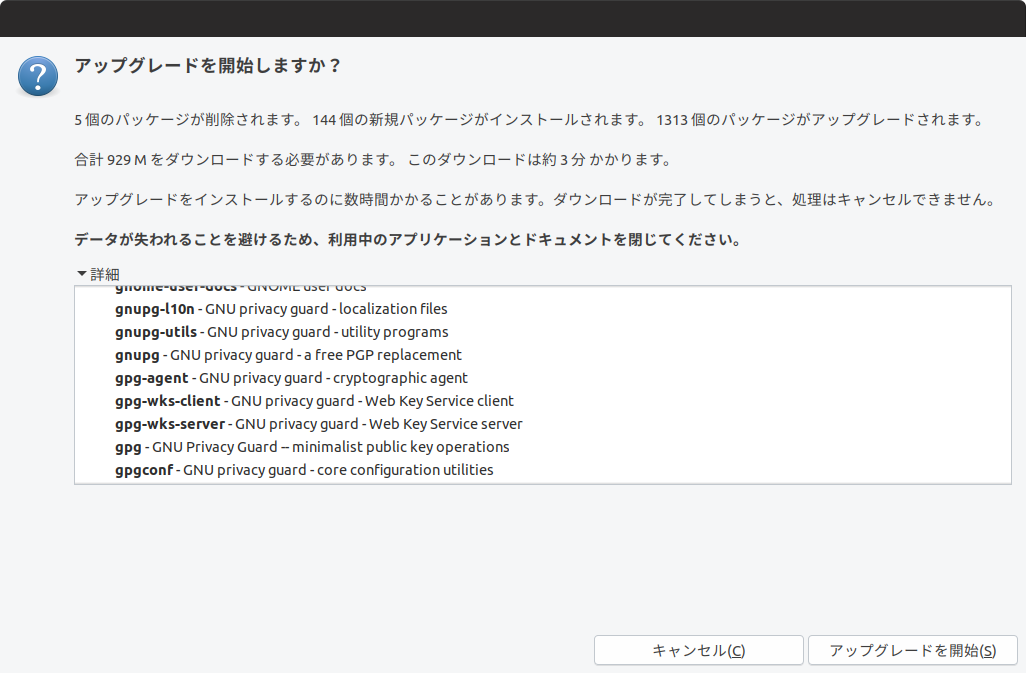 アップグレードを開始しますか？
5 個のパッケージが削除されます。 144 個の新規パッケージがインストールされます。 1313 個のパッケージがアップグレードされます。
合計 929 M をダウンロードする必要があります。 このダウンロードは約 3 分 かかります。
アップグレードをインストールするのに数時間かかることがあります。ダウンロードが完了してしまうと、処理はキャンセルできません。
データが失われることを避けるため、利用中のアプリケーションとドキュメントを閉じてください。
詳細
gnome-user-docs - GNOME user docs
gnupg-l10n - GNU privacy guard - localization files
gnupg-utils - GNU privacy guard - utility programs
gnupg - GNU privacy guard - a free PGP replacement
gpg-agent - GNU privacy guard - cryptographic agent
gpg-wks-client - GNU privacy guard - Web Key Service client
gpg-wks-server - GNU privacy guard - Web Key Service server
gpg - GNU Privacy Guard -- minimalist public key operations
gpgconf - GNU privacy guard - core configuration utilities
キャンセル(C)
アップグレードを開始(S)